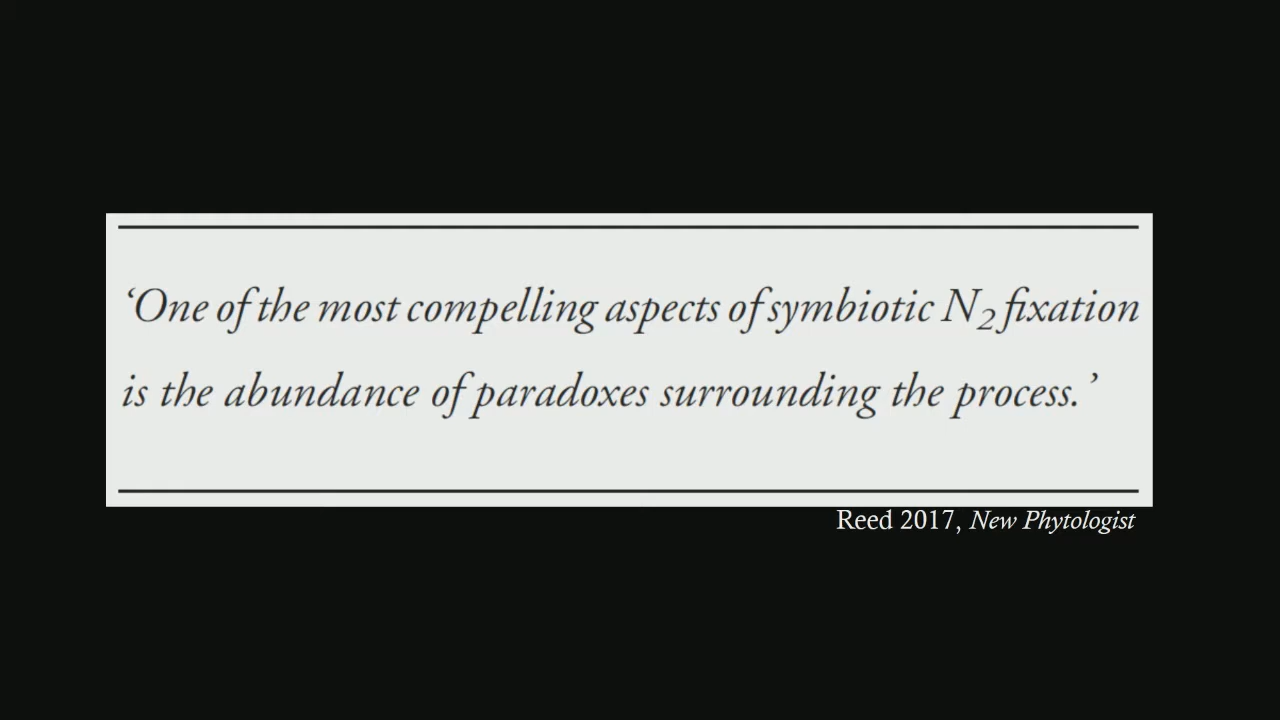 ‘One of the most compelling aspects of symbiotic N₂ fixation
is the abundance of paradoxes surrounding the process.’
Reed 2017, New Phytologist